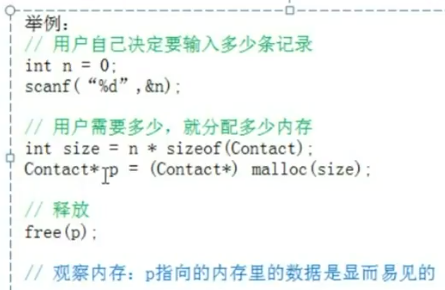 举例：
// 用户自己决定要输入多少条记录
int n = 0;
scanf(“%d”,&n);
// 用户需要多少，就分配多少内存
int size = n * sizeof(Contact);
Contact* p = (Contact*) malloc(size);
// 释放
free(p);
// 观察内存：p指向的内存里的数据是显而易见的